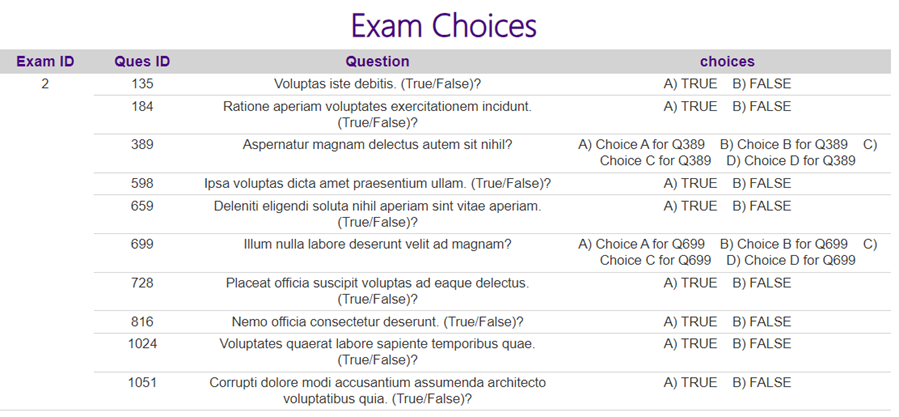 Exam Choices
Exam ID Ques ID Question choices
2 135 Voluptas iste debitis. (True/False)? A) TRUE B) FALSE
184 Ratione aperiam voluptates exercitationem incidunt. A) TRUE B) FALSE
(True/False)?
389 Aspernatur magnam delectus autem sit nihil? A) Choice A for Q389 B) Choice B for Q389 C)
Choice C for Q389 D) Choice D for Q389
598 Ipsa voluptas dicta amet praesentium ullam. (True/False)? A) TRUE B) FALSE
659 Deleniti eligendi soluta nihil aperiam sint vitae aperiam. A) TRUE B) FALSE
(True/False)?
699 Illum nulla labore deserunt velit ad magnam? A) Choice A for Q699 B) Choice B for Q699 C)
Choice C for Q699 D) Choice D for Q699
728 Placeat officia suscipit voluptas ad eaque delectus. A) TRUE B) FALSE
(True/False)?
816 Nemo officia consectetur deserunt. (True/False)? A) TRUE B) FALSE
1024 Voluptates quaerat labore sapiente temporibus quae. A) TRUE B) FALSE
(True/False)?
1051 Corrupti dolore modi accusantium assumenda architecto A) TRUE B) FALSE
voluptatibus quia. (True/False)?